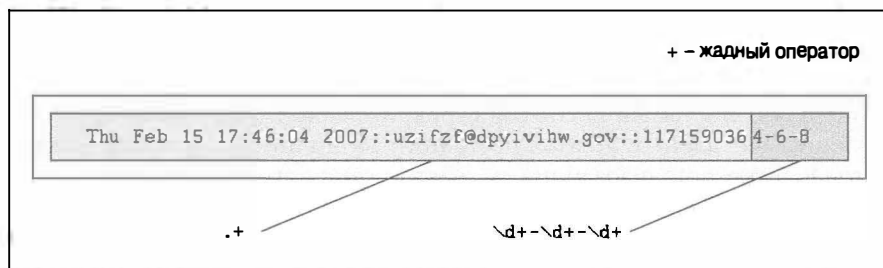 + – жадный оператор
Thu Feb 15 17:46:04 2007::uzifzf@dpyivihw.gov::1171590364-6-8
.+ \d+-\d+-\d+